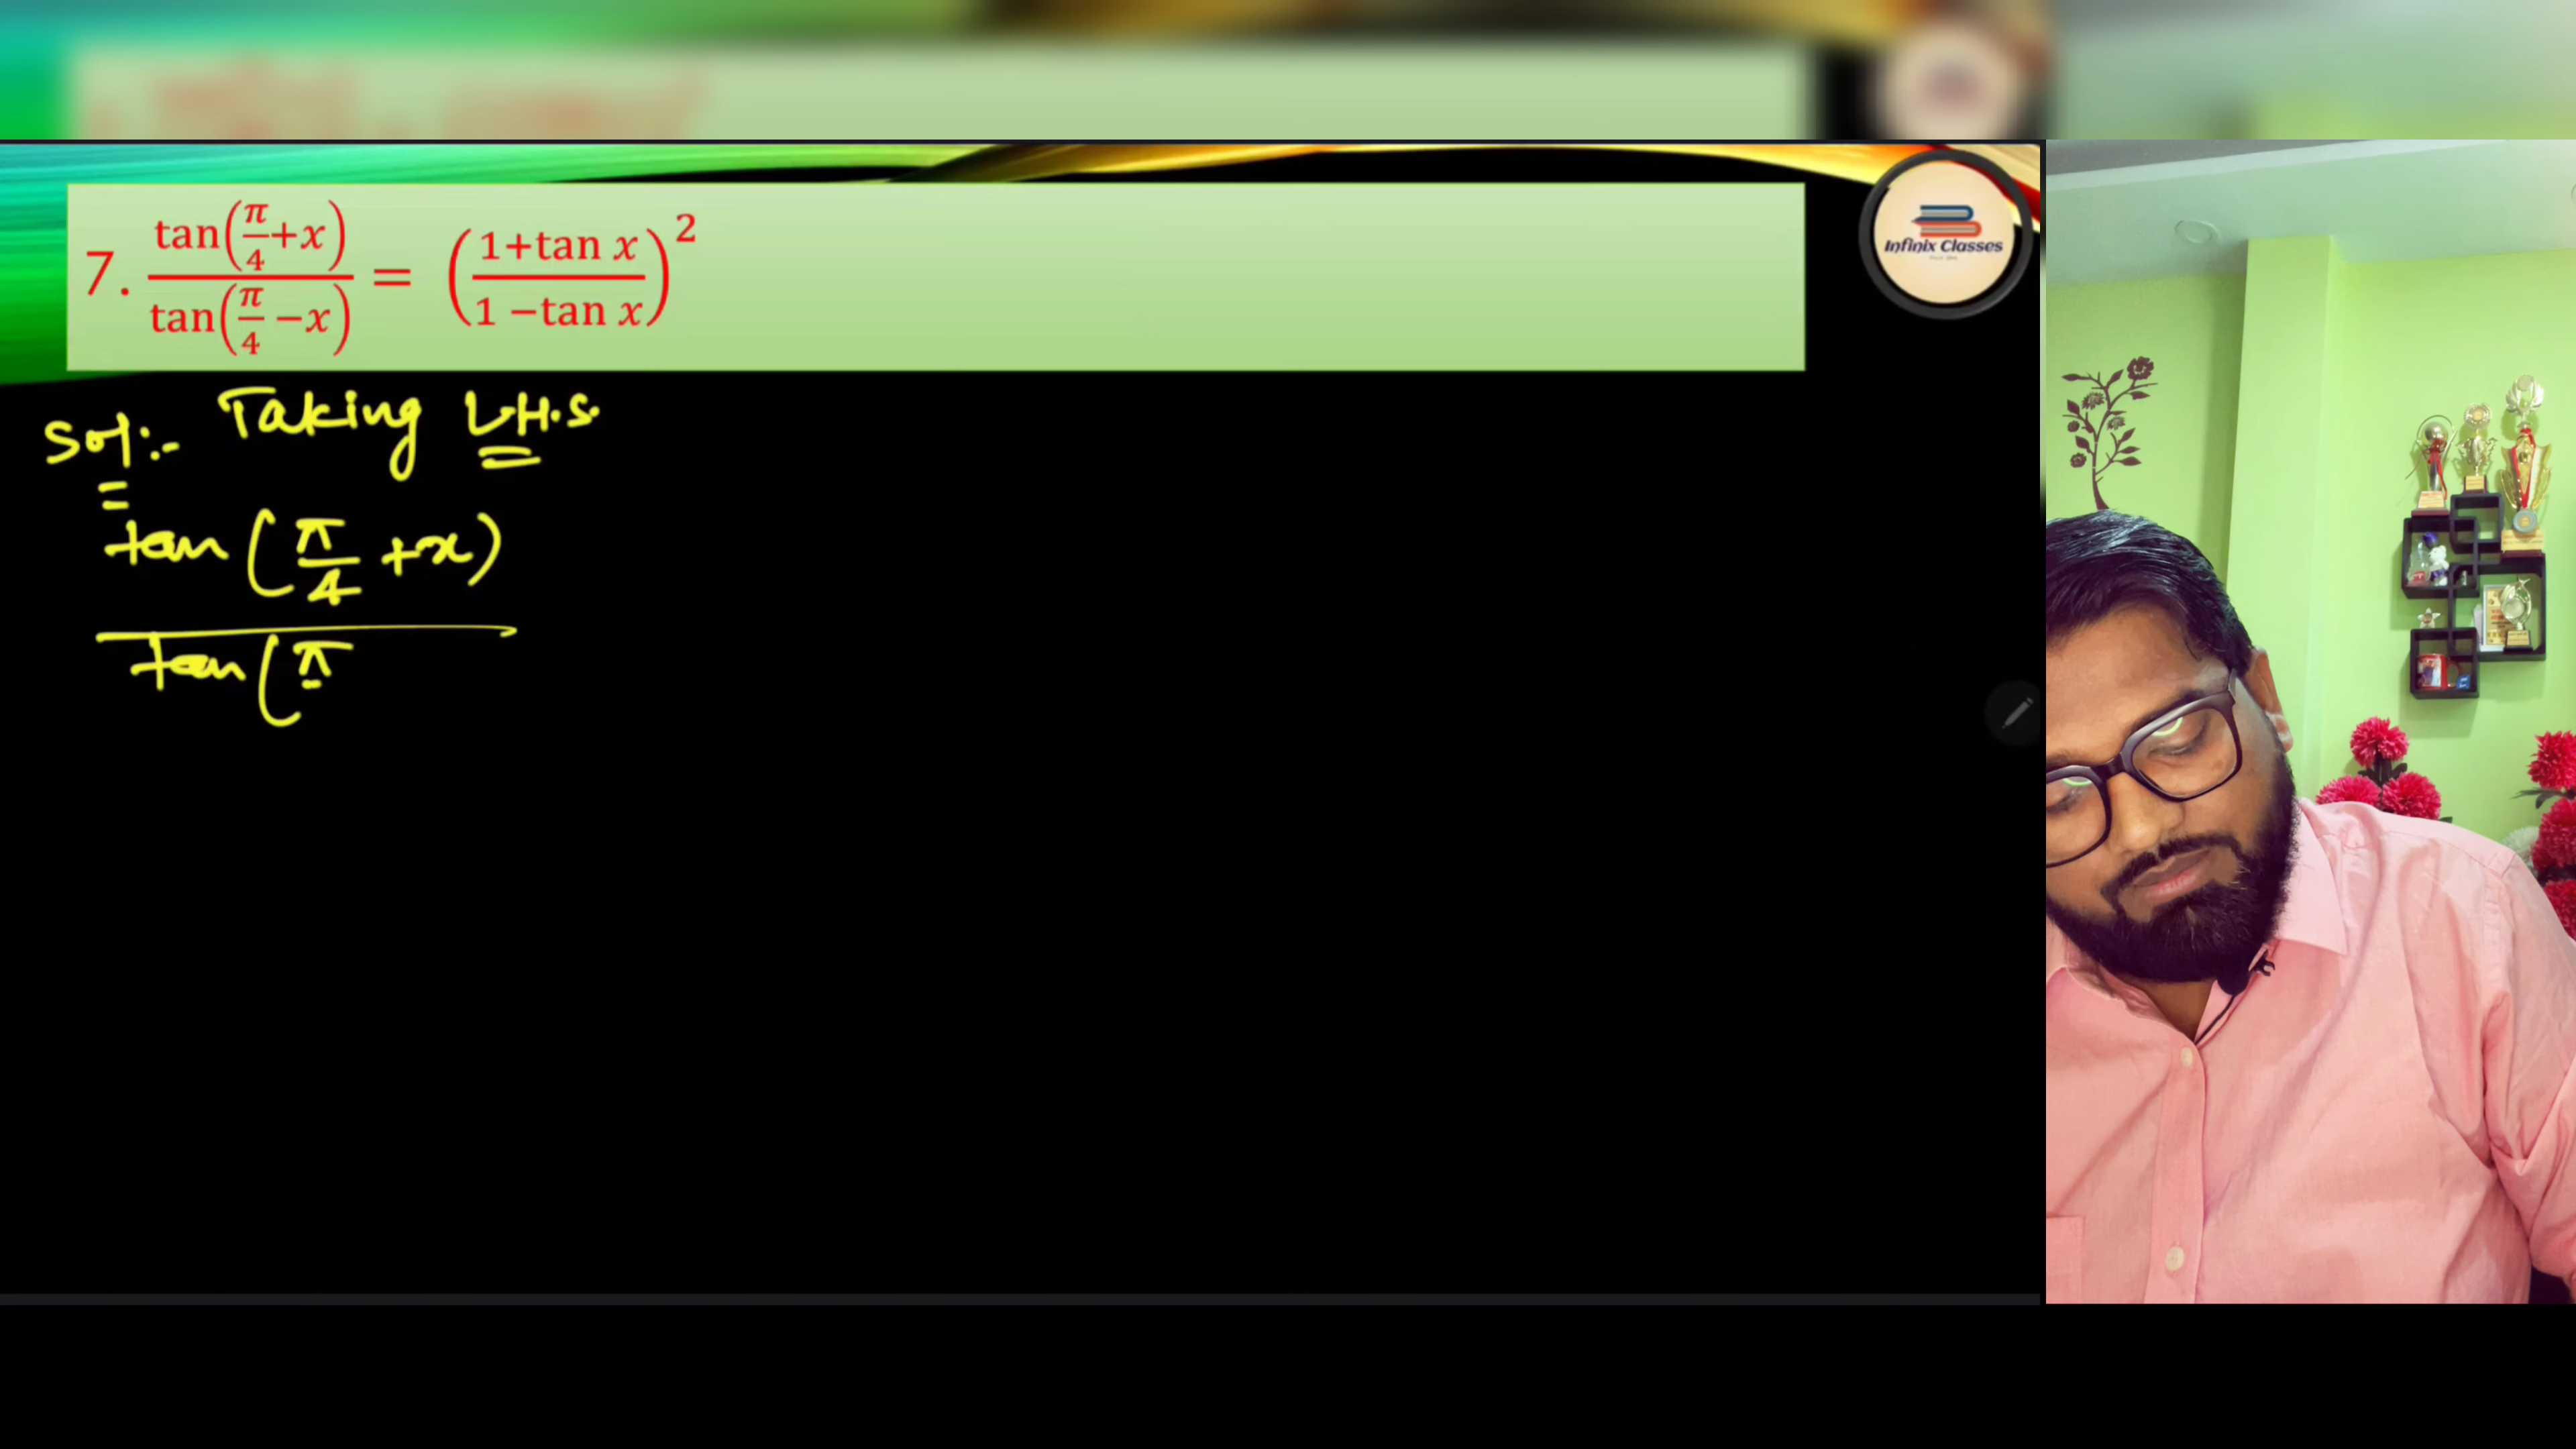 7. tan(π/4+x)/tan(π/4 −x) = (1+tan x/1 −tan x)²
Infinix Classes
Sol:- Taking L.H.S.
tan(π/4 +x)
tan(π